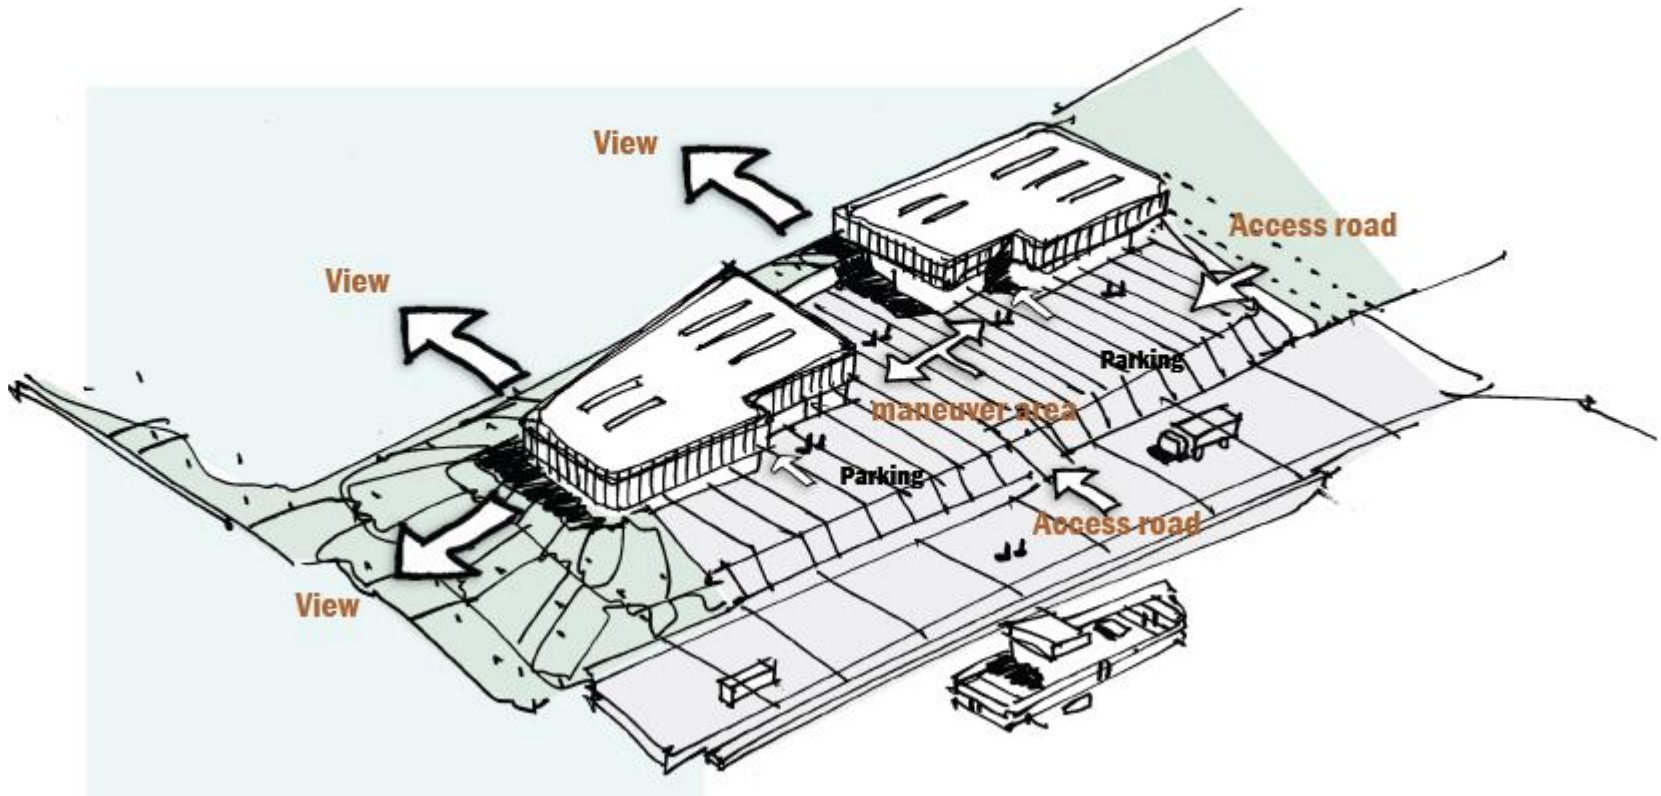 View
Access road
View
Parking
maneuver area
Parking
Access road
View